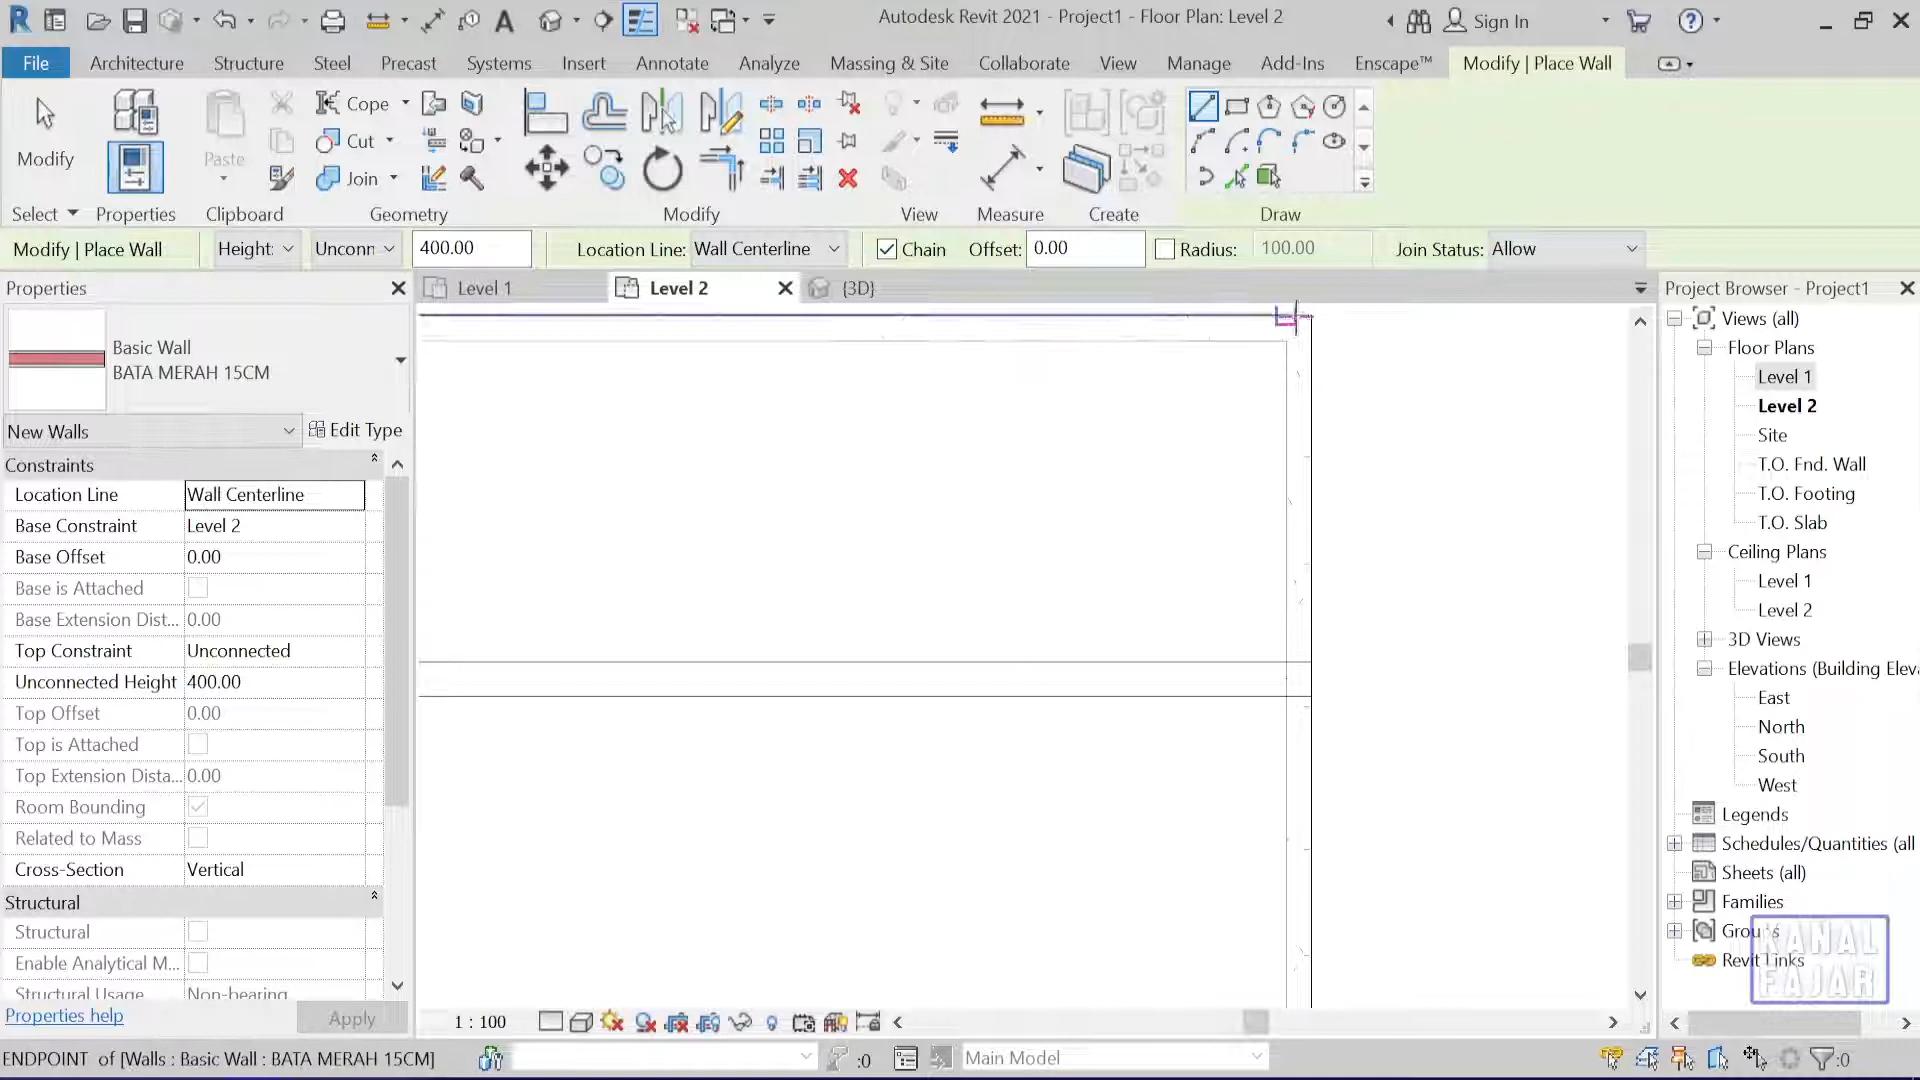 Autodesk Revit 2021 - Project1 - Floor Plan: Level 2
Sign In
File Architecture Structure Steel Precast Systems Insert Annotate Analyze Massing & Site Collaborate View Manage Add-Ins Enscape™ Modify | Place Wall
Modify
Paste
Cope
Cut
Join
Select Properties Clipboard Geometry Modify View Measure Create Draw
Modify | Place Wall Height: Unconn 400.00 Location Line: Wall Centerline Chain Offset: 0.00 Radius: 100.00 Join Status: Allow
Properties
Level 1 Level 2 {3D}
Basic Wall
BATA MERAH 15CM
New Walls Edit Type
Constraints
Location Line Wall Centerline
Base Constraint Level 2
Base Offset 0.00
Base is Attached
Base Extension Dist... 0.00
Top Constraint Unconnected
Unconnected Height 400.00
Top Offset 0.00
Top is Attached
Top Extension Dista... 0.00
Room Bounding
Related to Mass
Cross-Section Vertical
Structural
Structural
Enable Analytical M...
Structural Usage Non-bearing
Properties help Apply
1 : 100
Project Browser - Project1
Views (all)
Floor Plans
Level 1
Level 2
Site
T.O. Fnd. Wall
T.O. Footing
T.O. Slab
Ceiling Plans
Level 1
Level 2
3D Views
Elevations (Building Eleva
East
North
South
West
Legends
Schedules/Quantities (all
Sheets (all)
Families
Groups
Revit Links
KANAL
FAJAR
ENDPOINT of [Walls : Basic Wall : BATA MERAH 15CM] :0 Main Model :0